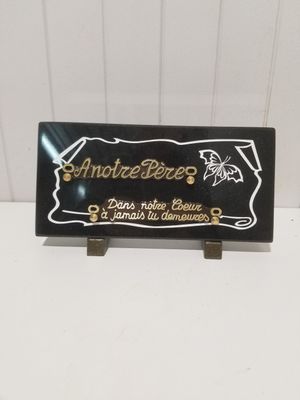 A notre Père
Dans notre Coeur
à jamais tu demeures